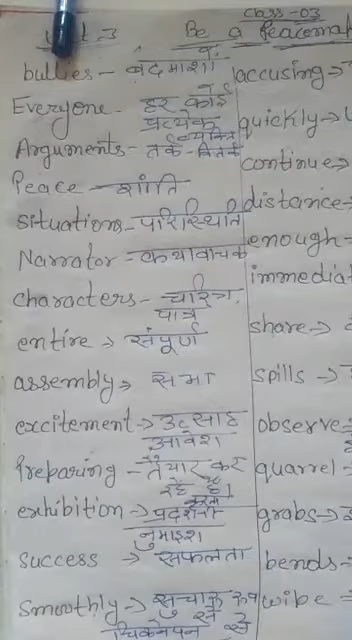 Class-03
Be a Peacemak
bullies - बदमाशों
Everyone - हर कोई
प्रत्येक
Arguments - तर्क-वितर्क
Peace - शांति
Situations - परिस्थिति
Narrator = कथावाचक
characters - चरित्र,
पात्र
entire → संपूर्ण
assembly → सभा
excitement → उत्साह
आवेश
Preparing - तैयार कर
रहे है।
exhibition → प्रदर्शनी
नुमाइश
success → सफलता
Smoothly → सुचारू रूप
से
चिकनेपन से
accusing →
quickly →
continue →
distance →
enough =
immediat
share →
spills →
observe =
quarrel =
grabs →
bends →
wibe =